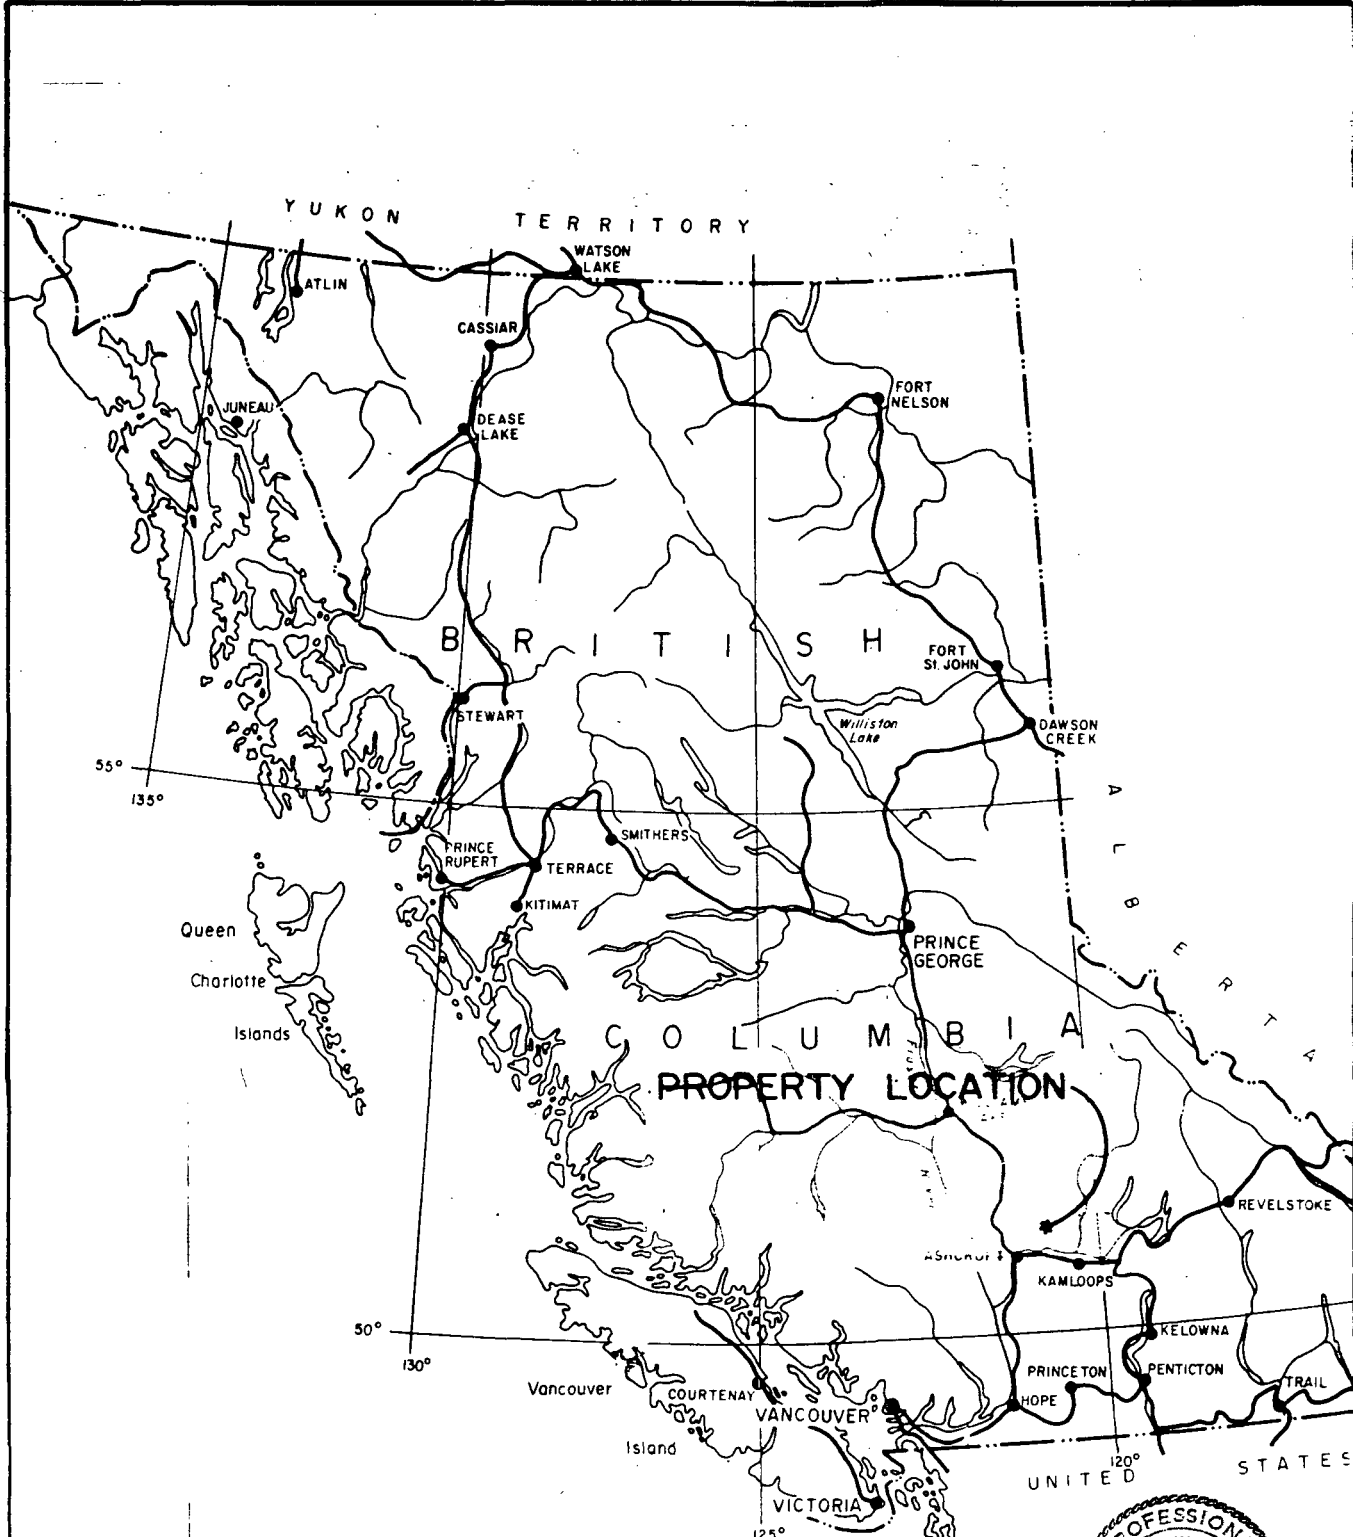 YUKON TERRITORY
WATSON
LAKE
ATLIN
CASSIAR
FORT
NELSON
JUNEAU
DEASE
LAKE
BRITISH
FORT
St. JOHN
STEWART
Williston
Lake
DAWSON
CREEK
55°
135°
ALBERTA
SMITHERS
PRINCE
RUPERT
TERRACE
KITIMAT
Queen
Charlotte
Islands
PRINCE
GEORGE
COLUMBIA
PROPERTY LOCATION
REVELSTOKE
ASHCROFT
KAMLOOPS
50°
130°
KELOWNA
Vancouver
Island
COURTENAY
PRINCETON
PENTICTON
TRAIL
VANCOUVER
HOPE
120°
UNITED STATES
VICTORIA
125°
PROFESSION